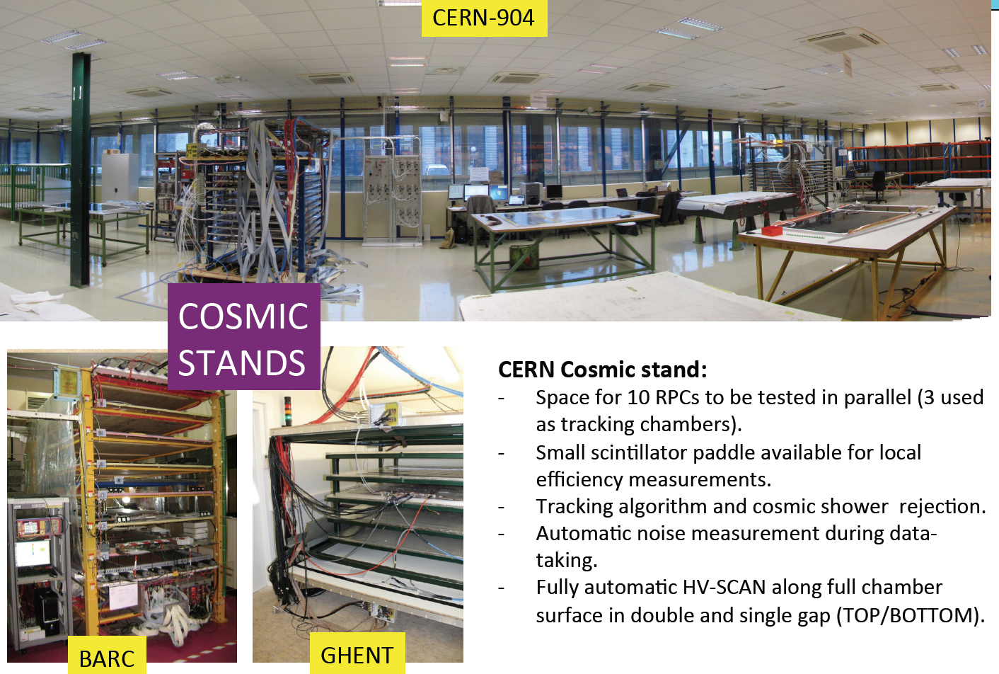 CERN-904
COSMIC
STANDS
BARC
GHENT
CERN Cosmic stand:
- Space for 10 RPCs to be tested in parallel (3 used
as tracking chambers).
- Small scintillator paddle available for local
efficiency measurements.
- Tracking algorithm and cosmic shower  rejection.
- Automatic noise measurement during data-
taking.
- Fully automatic HV-SCAN along full chamber
surface in double and single gap (TOP/BOTTOM).